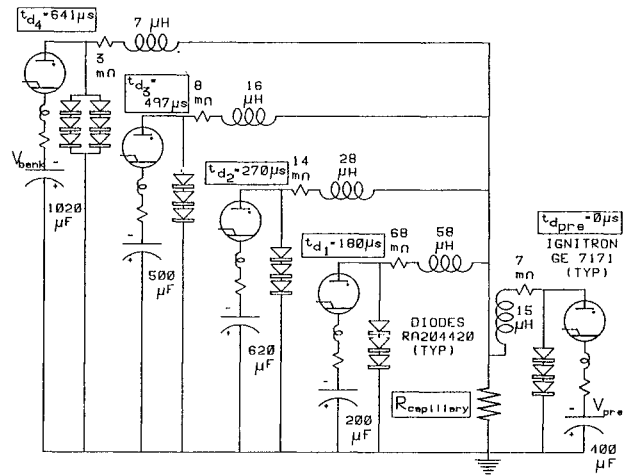 t_d4 = 641µs
7 µH
3
mΩ
t_d3 =
497µs
8
mΩ
16
µH
V_bank
-
+
1020
µF
t_d2 = 270µs
14
mΩ
28
µH
-
+
500
µF
t_d1 = 180µs
68
mΩ
58
µH
-
+
620
µF
t_dpre = 0µs
IGNITRON
GE 7171
(TYP)
7
mΩ
15
µH
DIODES
RA204420
(TYP)
-
+
200
µF
R_capillary
-
V_pre
+
400
µF